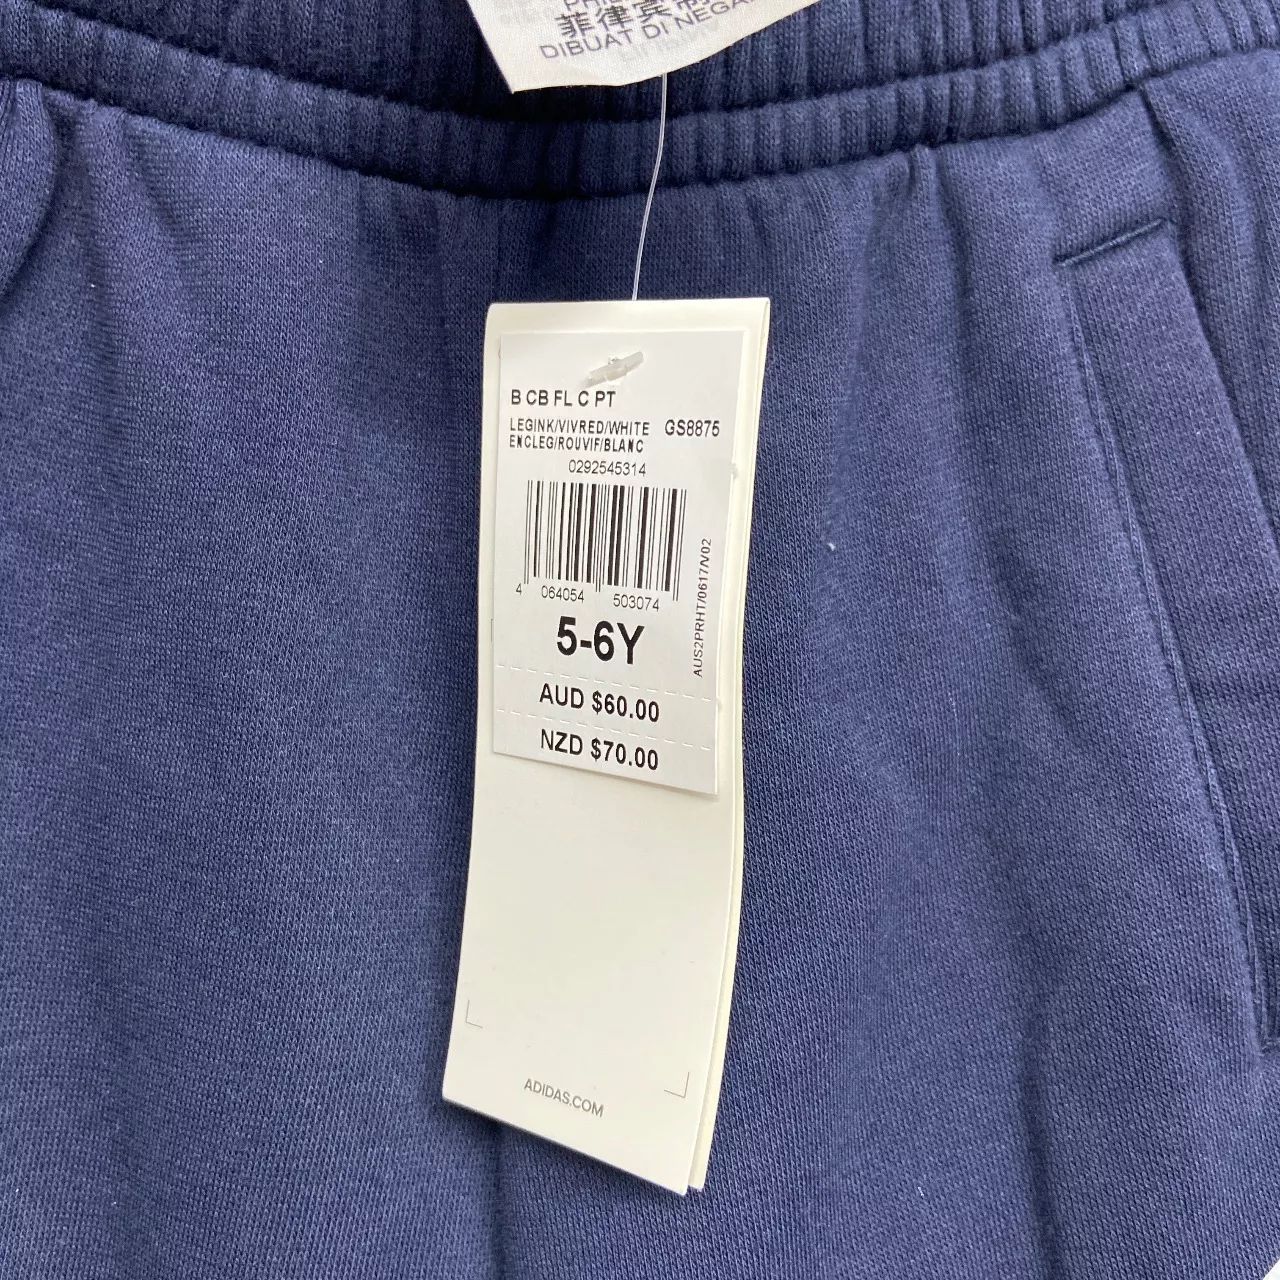 菲律賓制
DIBUAT DI NEGA
B CB FL C PT
LEGINK/VIVRED/WHITE GS8875
ENCLEG/ROUVIF/BLANC
0292545314
4 064054 503074
AUS2PRHT/0617/V02
5-6Y
AUD $60.00
NZD $70.00
ADIDAS.COM